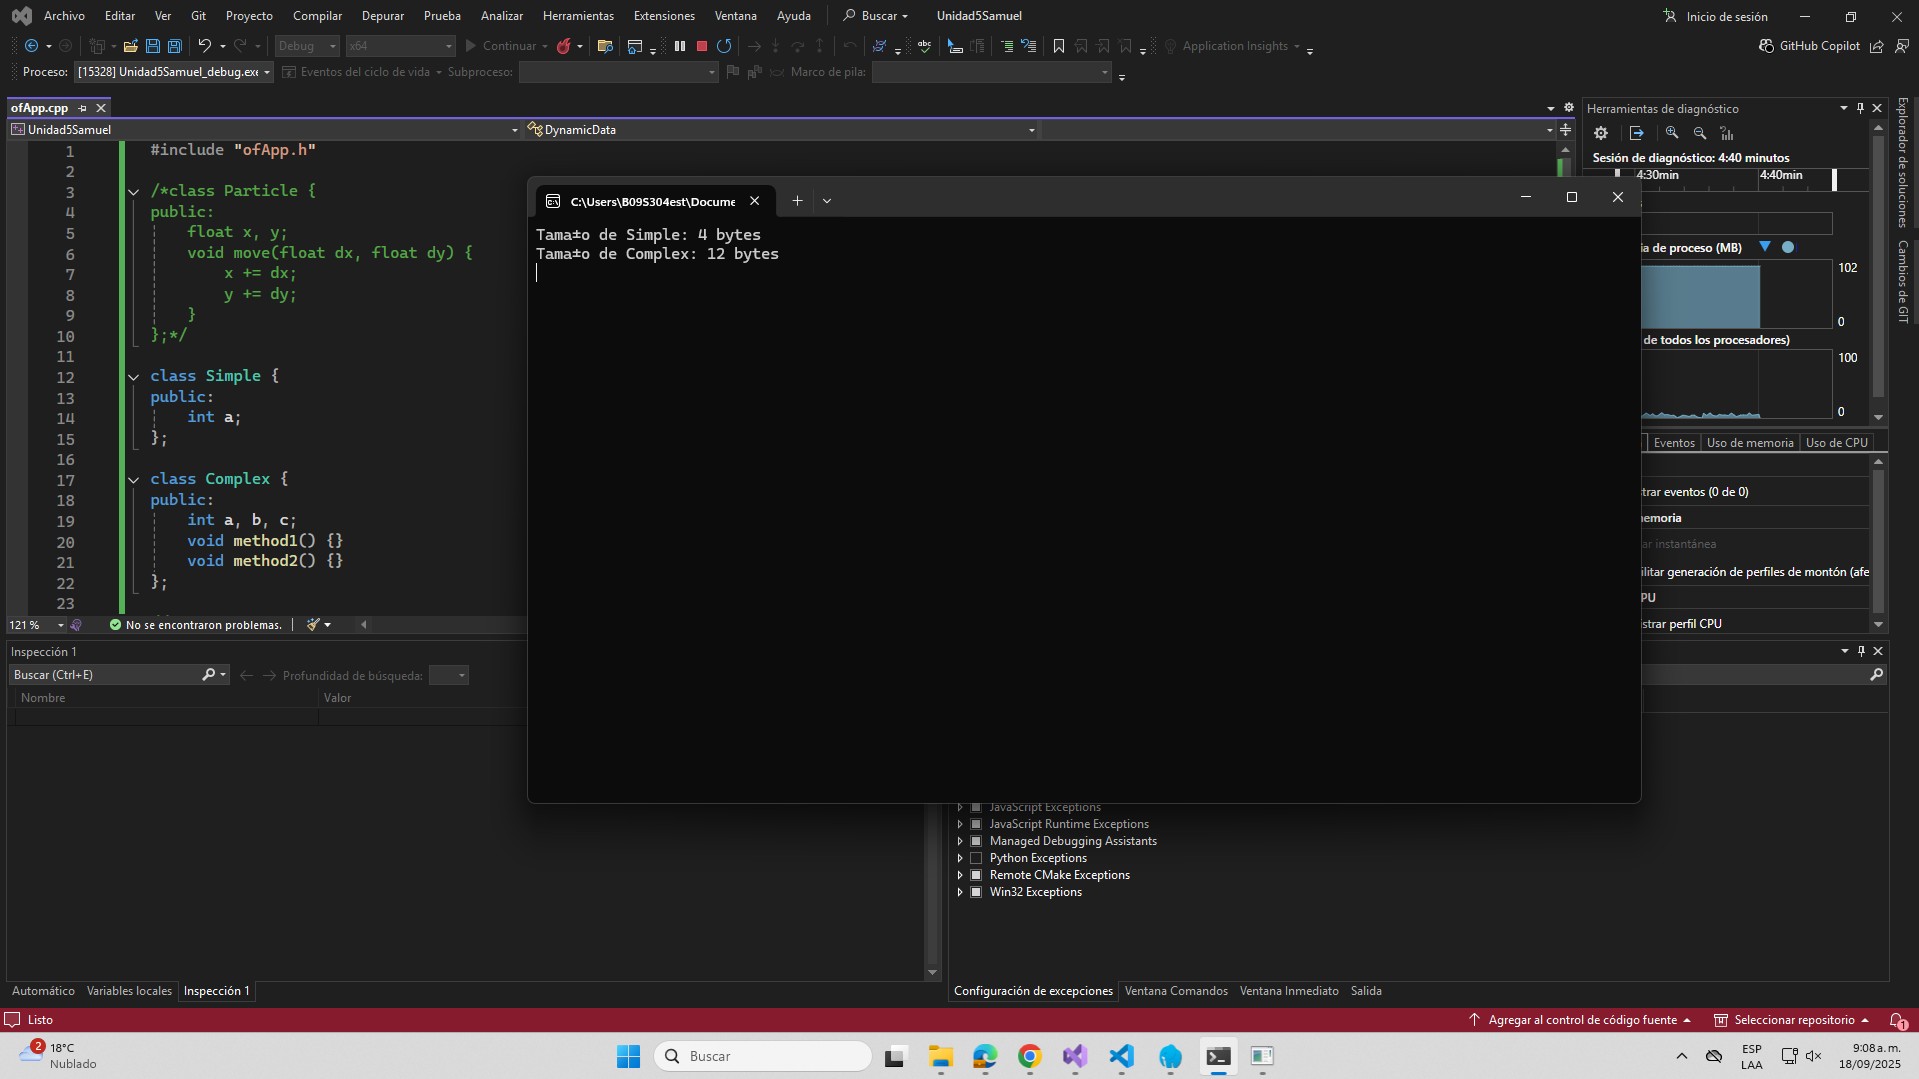 Archivo Editar Ver Git Proyecto Compilar Depurar Prueba Analizar Herramientas Extensiones Ventana Ayuda Buscar Unidad5Samuel Inicio de sesión
Debug x64 Continuar Application Insights GitHub Copilot
Proceso: [15328] Unidad5Samuel_debug.exe Eventos del ciclo de vida Subproceso: Marco de pila:
ofApp.cpp
Unidad5Samuel DynamicData
1 #include "ofApp.h"
2
3 /*class Particle {
4 public:
5 float x, y;
6 void move(float dx, float dy) {
7 x += dx;
8 y += dy;
9 }
10 };*/
11
12 class Simple {
13 public:
14 int a;
15 };
16
17 class Complex {
18 public:
19 int a, b, c;
20 void method1() {}
21 void method2() {}
22 };
23
121 % No se encontraron problemas.
C:\Users\B09S304est\Docume
Tama±o de Simple: 4 bytes
Tama±o de Complex: 12 bytes
Herramientas de diagnóstico
Sesión de diagnóstico: 4:40 minutos
4:30min 4:40min
ia de proceso (MB)
102
0
de todos los procesadores)
100
0
Eventos Uso de memoria Uso de CPU
trar eventos (0 de 0)
emoria
ar instantánea
ilitar generación de perfiles de montón (afe
PU
strar perfil CPU
Explorador de soluciones
Cambios de GIT
Inspección 1
Buscar (Ctrl+E) Profundidad de búsqueda:
Nombre Valor
Automático Variables locales Inspección 1
JavaScript Exceptions
JavaScript Runtime Exceptions
Managed Debugging Assistants
Python Exceptions
Remote CMake Exceptions
Win32 Exceptions
Configuración de excepciones Ventana Comandos Ventana Inmediato Salida
Listo Agregar al control de código fuente Seleccionar repositorio 1
2 18°C
Nublado
Buscar
ESP
LAA
9:08 a. m.
18/09/2025